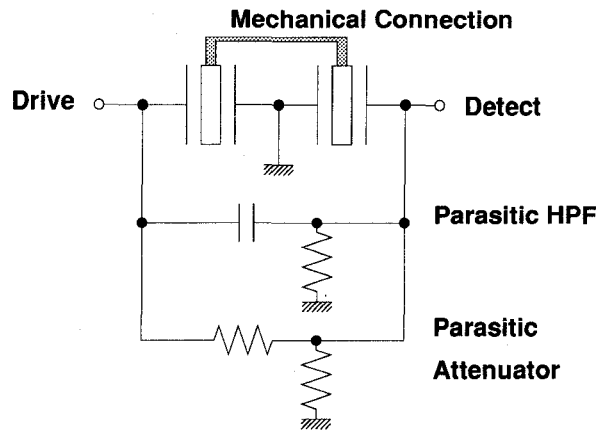 Mechanical Connection
Drive
Detect
Parasitic HPF
Parasitic
Attenuator